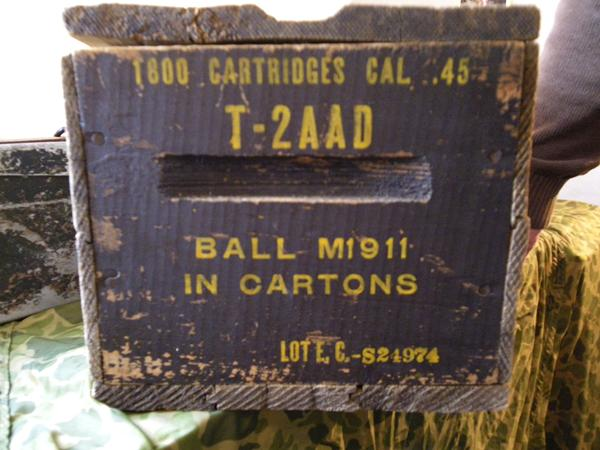 1800 CARTRIDGES CAL. .45
T-2AAD
BALL M1911
IN CARTONS
LOT E. C.-S24974